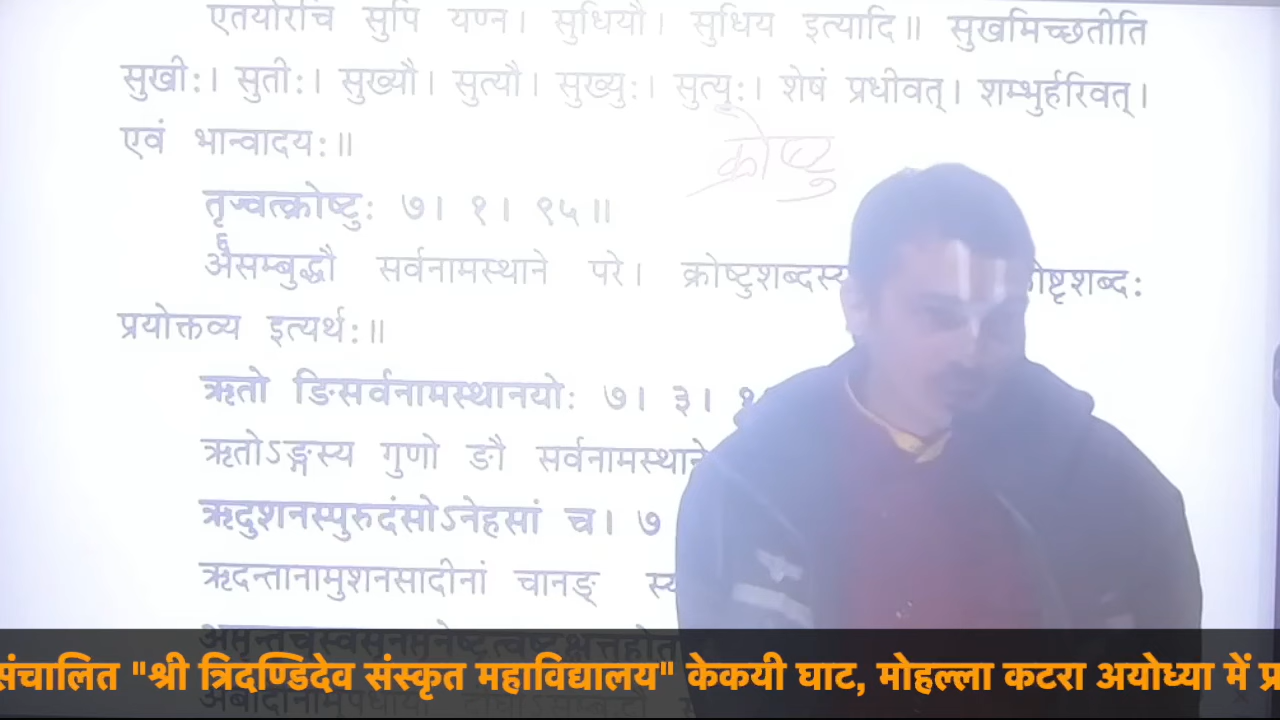 एतयोरचि सुपि यण्न। सुधियौ। सुधिय इत्यादि॥ सुखमिच्छतीति
सुखीः। सुतीः। सुख्यौ। सुत्यौ। सुख्युः। सुत्युः। शेषं प्रधीवत्। शम्भुर्हरिवत्।
एवं भान्वादयः॥
क्रोष्टु
तृज्वत्क्रोष्टुः ७। १। ९५॥
असम्बुद्धौ सर्वनामस्थाने परे। क्रोष्टुशब्दस्य
प्रयोक्तव्य इत्यर्थः॥
ऋतो ङिसर्वनामस्थानयोः ७। ३।
ऋतोऽङ्गस्य गुणो ङौ सर्वनामस्थाने
ऋदुशनस्पुरुदंसोऽनेहसां च। ७
ऋदन्तानामुशनसादीनां चानङ्
संचालित "श्री त्रिदण्डिदेव संस्कृत महाविद्यालय" केकयी घाट, मोहल्ला कटरा अयोध्या में